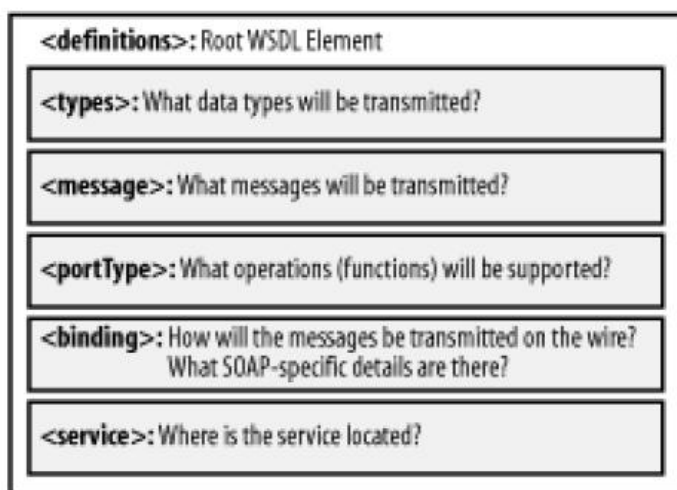 <definitions>: Root WSDL Element
<types>: What data types will be transmitted?
<message>: What messages will be transmitted?
<portType>: What operations (functions) will be supported?
<binding>: How will the messages be transmitted on the wire?
What SOAP-specific details are there?
<service>: Where is the service located?